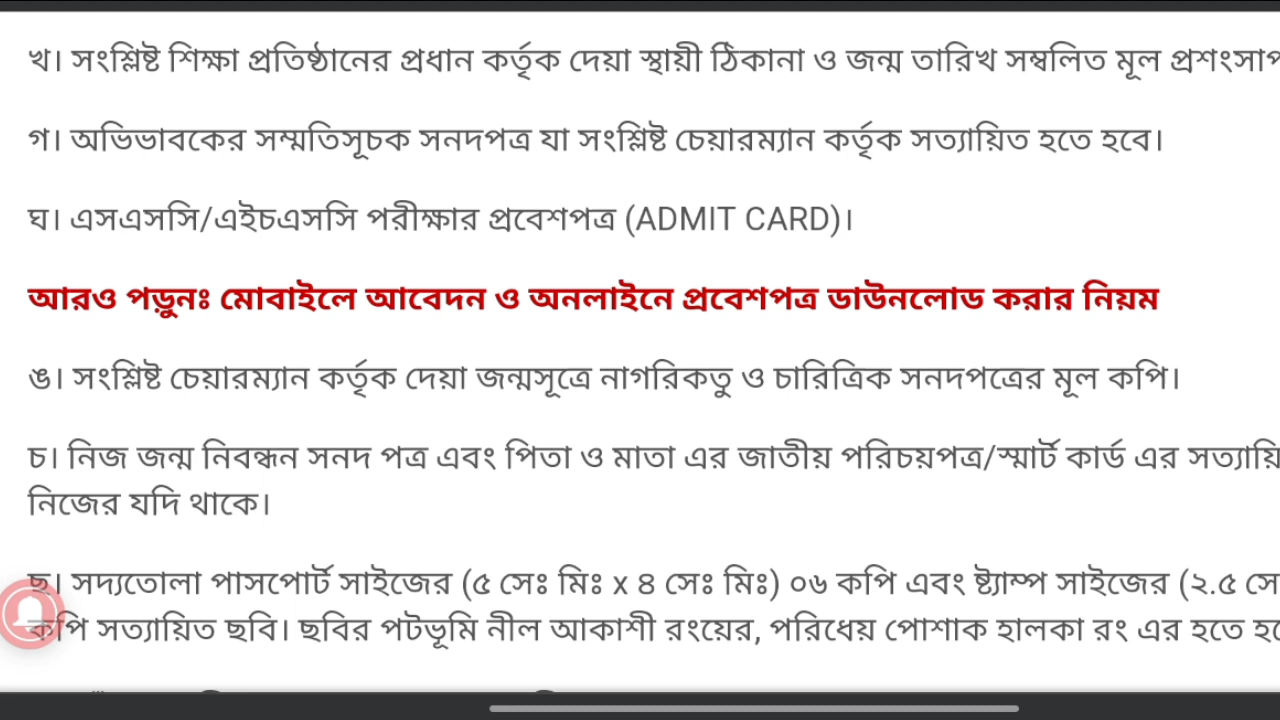 খ। সংশ্লিষ্ট শিক্ষা প্রতিষ্ঠানের প্রধান কর্তৃক দেয়া স্থায়ী ঠিকানা ও জন্ম তারিখ সম্বলিত মূল
গ। অভিভাবকের সম্মতিসূচক সনদপত্র যা সংশ্লিষ্ট চেয়ারম্যান কর্তৃক সত্যায়িত হতে হবে।
ঘ। এসএসসি/এইচএসসি পরীক্ষার প্রবেশপত্র (ADMIT CARD)।
আরও পড়ুনঃ মোবাইলে আবেদন ও অনলাইনে প্রবেশপত্র ডাউনলোড করার নিয়ম
ঙ। সংশ্লিষ্ট চেয়ারম্যান কর্তৃক দেয়া জন্মসূত্রে নাগরিকত্ব ও চারিত্রিক সনদপত্রের মূল কপি।
চ। নিজ জন্ম নিবন্ধন সনদ পত্র এবং পিতা ও মাতা এর জাতীয় পরিচয়পত্র/স্মার্ট কার্ড এর
নিজের যদি থাকে।
ছ। সদ্যতোলা পাসপোর্ট সাইজের (৫ সেঃ মিঃ x ৪ সেঃ মিঃ) ০৬ কপি এবং ষ্ট্যাম্প সাইজের (২.৫
কপি সত্যায়িত ছবি। ছবির পটভূমি নীল আকাশী রংয়ের, পরিধেয় পোশাক হালকা রং এর হতে